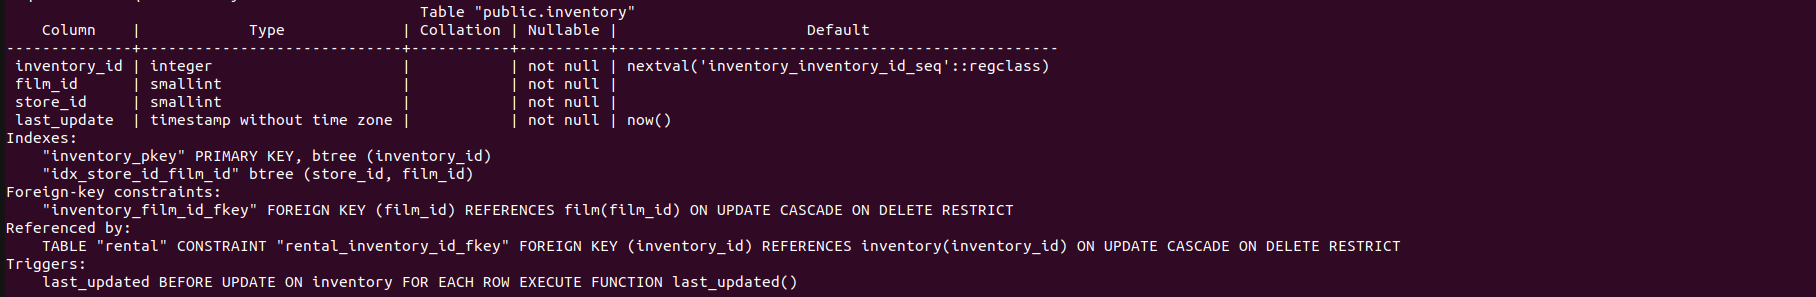 Table "public.inventory"
Column | Type | Collation | Nullable | Default
--------------+-----------------------------+-----------+----------+-------------------------------------------------
inventory_id | integer | | not null | nextval('inventory_inventory_id_seq'::regclass)
film_id | smallint | | not null |
store_id | smallint | | not null |
last_update | timestamp without time zone | | not null | now()
Indexes:
"inventory_pkey" PRIMARY KEY, btree (inventory_id)
"idx_store_id_film_id" btree (store_id, film_id)
Foreign-key constraints:
"inventory_film_id_fkey" FOREIGN KEY (film_id) REFERENCES film(film_id) ON UPDATE CASCADE ON DELETE RESTRICT
Referenced by:
TABLE "rental" CONSTRAINT "rental_inventory_id_fkey" FOREIGN KEY (inventory_id) REFERENCES inventory(inventory_id) ON UPDATE CASCADE ON DELETE RESTRICT
Triggers:
last_updated BEFORE UPDATE ON inventory FOR EACH ROW EXECUTE FUNCTION last_updated()